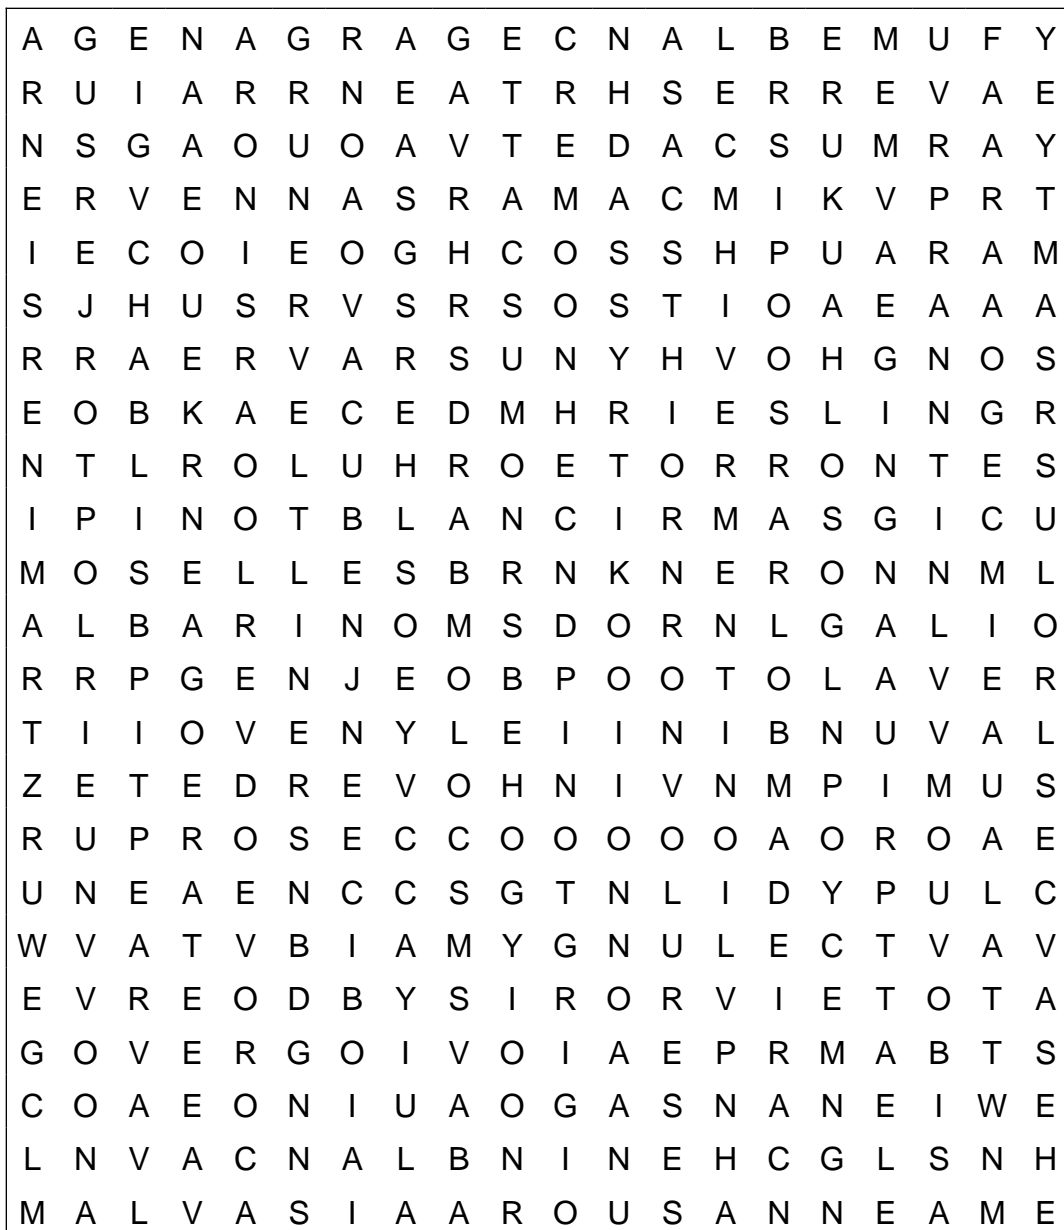 A G E N A G R A G E C N A L B E M U F Y
R U I A R R N E A T R H S E R R E V A E
N S G A O U O A V T E D A C S U M R A Y
E R V E N N A S R A M A C M I K V P R T
I E C O I E O G H C O S S H P U A R A M
S J H U S R V S R S O S T I O A E A A A
R R A E R V A R S U N Y H V O H G N O S
E O B K A E C E D M H R I E S L I N G R
N T L R O L U H R O E T O R R O N T E S
I P I N O T B L A N C I R M A S G I C U
M O S E L L E S B R N K N E R O N N M L
A L B A R I N O M S D O R N L G A L I O
R R P G E N J E O B P O O T O L A V E R
T I I O V E N Y L E I I N I B N U V A L
Z E T E D R E V O H N I V N M P I M U S
R U P R O S E C C O O O O O A O R O A E
U N E A E N C C S G T N L I D Y P U L C
W V A T V B I A M Y G N U L E C T V A V
E V R E O D B Y S I R O R V I E T O T A
G O V E R G O I V O I A E P R M A B T S
C O A E O N I U A O G A S N A N E I W E
L N V A C N A L B N I N E H C G L S N H
M A L V A S I A A R O U S A N N E A M E